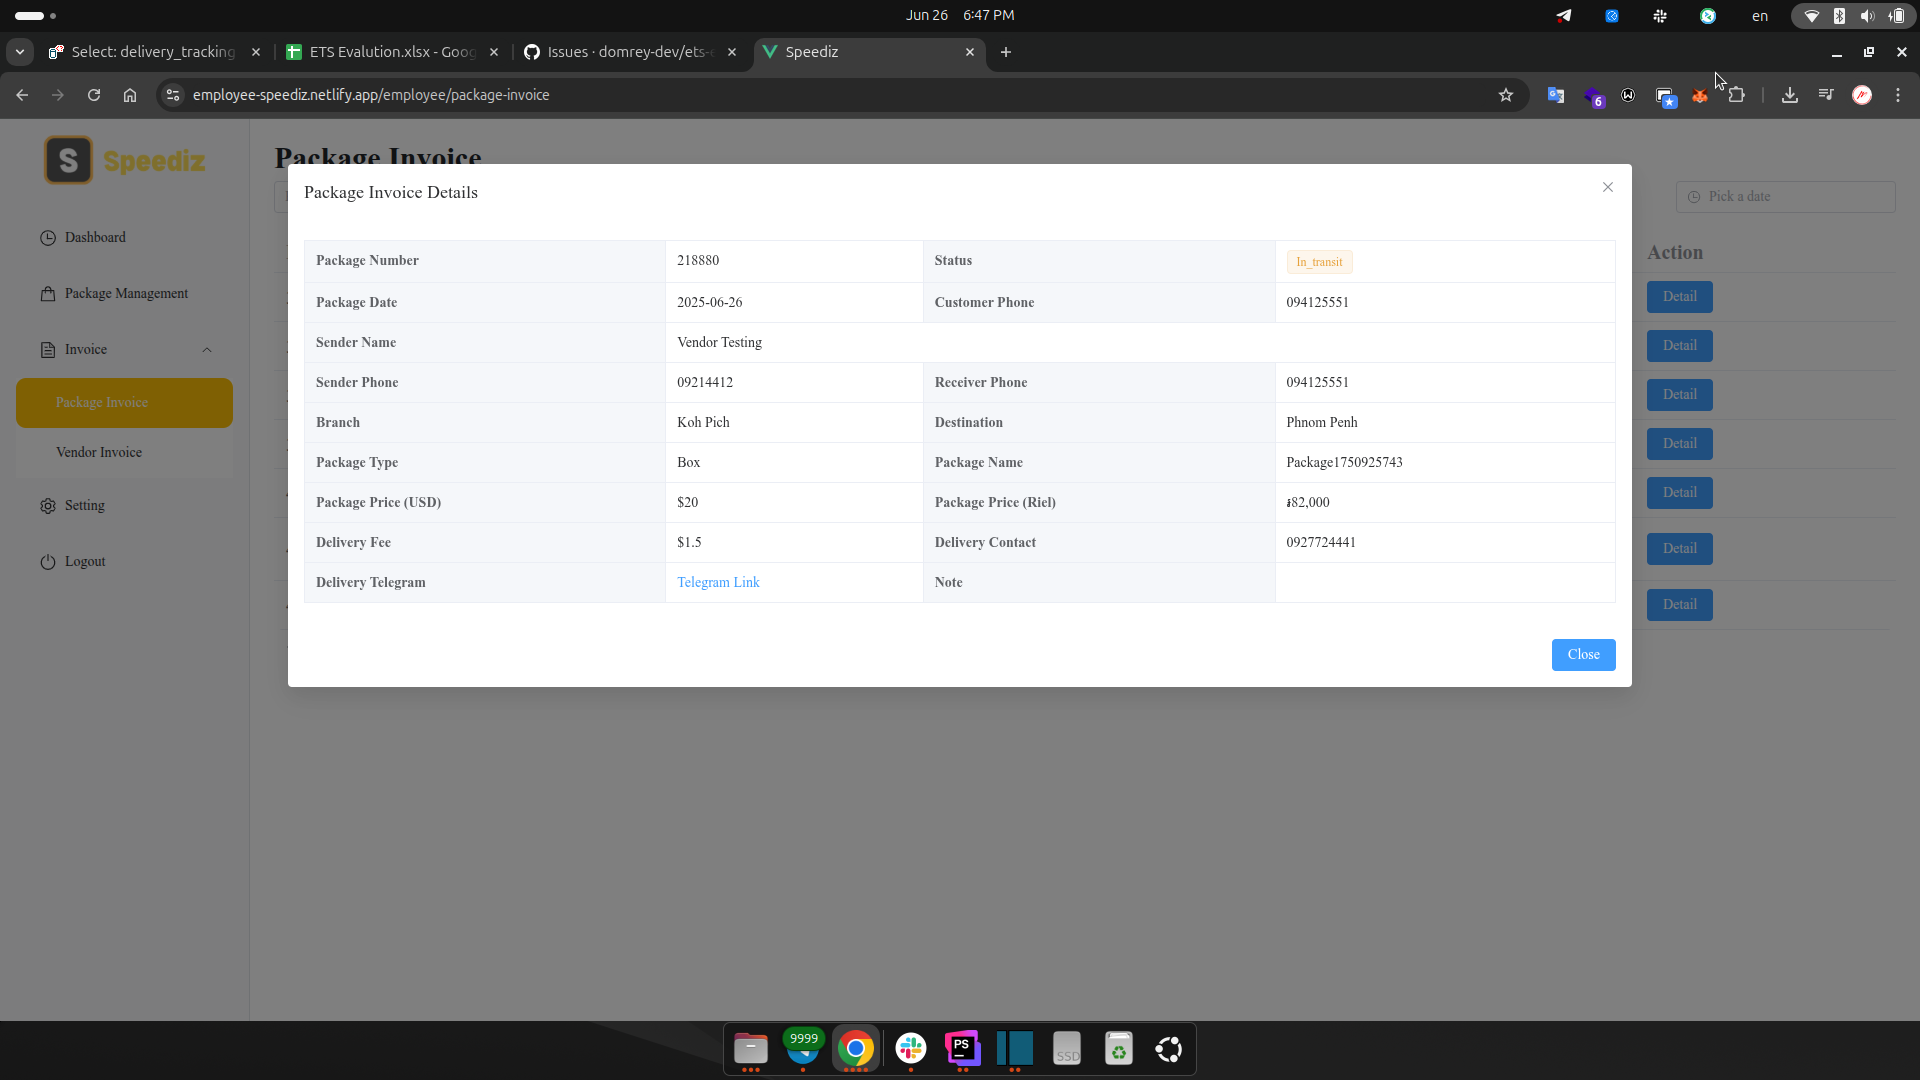 Jun 26 6:47 PM
en
Select: delivery_tracking
ETS Evalution.xlsx - Goog
Issues · domrey-dev/ets-
Speediz
employee-speediz.netlify.app/employee/package-invoice
6
S Speediz
Package Invoice
Pick a date
Dashboard
Package Management
Invoice
Package Invoice
Vendor Invoice
Setting
Logout
Action
Detail
Detail
Detail
Detail
Detail
Detail
Detail
Package Invoice Details
Package Number 218880 Status In_transit
Package Date 2025-06-26 Customer Phone 094125551
Sender Name Vendor Testing
Sender Phone 09214412 Receiver Phone 094125551
Branch Koh Pich Destination Phnom Penh
Package Type Box Package Name Package1750925743
Package Price (USD) $20 Package Price (Riel) ៛82,000
Delivery Fee $1.5 Delivery Contact 0927724441
Delivery Telegram Telegram Link Note
Close
9999
PS
SSD